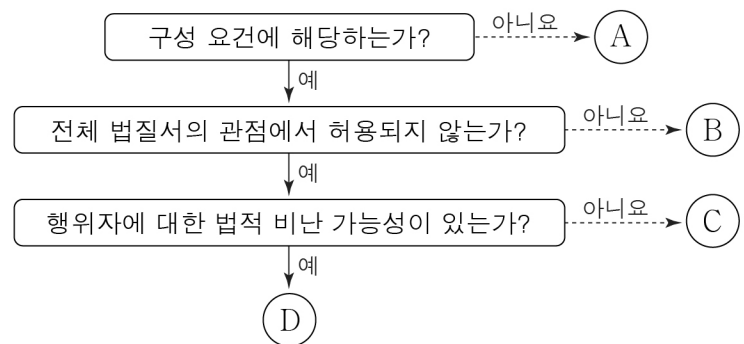 구성 요건에 해당하는가?
아니요
A
예
전체 법질서의 관점에서 허용되지 않는가?
아니요
B
예
행위자에 대한 법적 비난 가능성이 있는가?
아니요
C
예
D